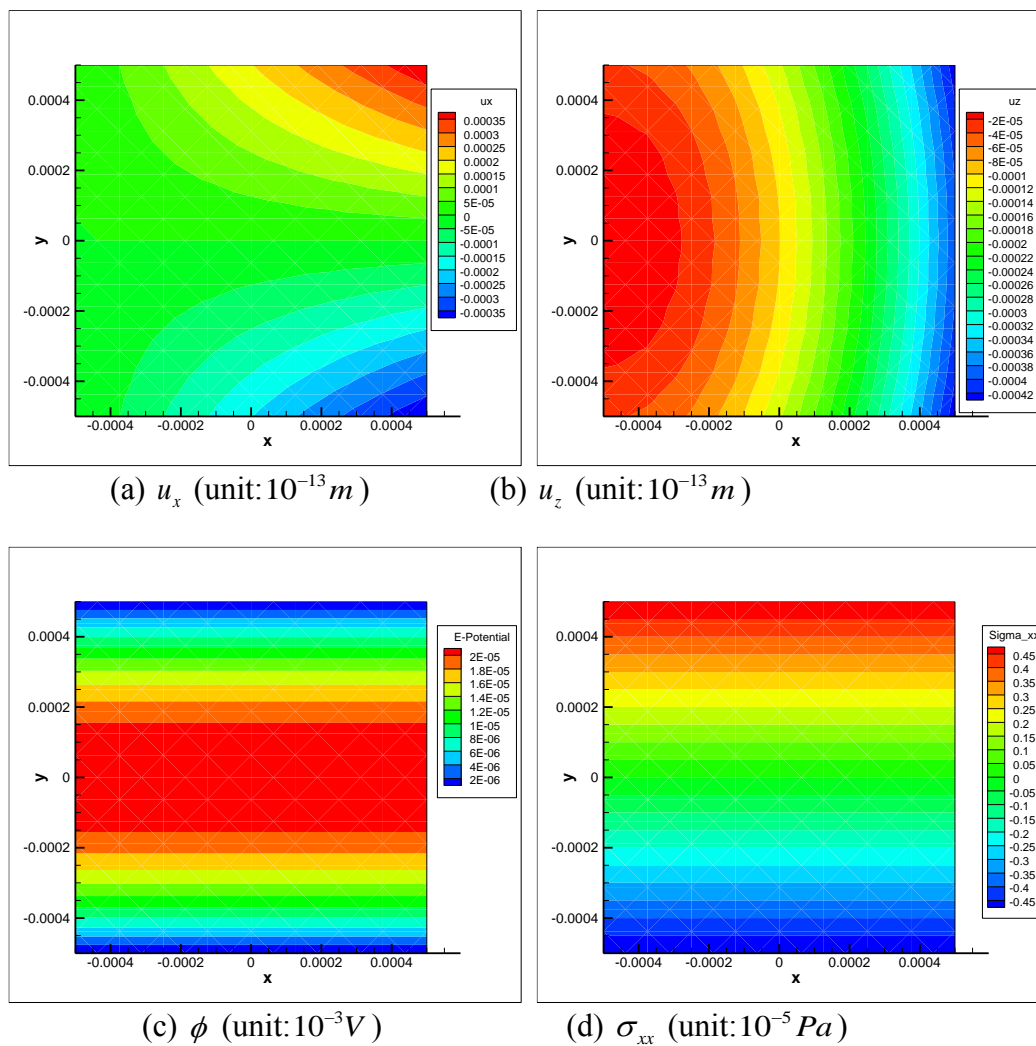 ux
0.00035
0.0003
0.00025
0.0002
0.00015
0.0001
5E-05
0
-5E-05
-0.0001
-0.00015
-0.0002
-0.00025
-0.0003
-0.00035
y
0.0004
0.0002
0
-0.0002
-0.0004
-0.0004 -0.0002 0 0.0002 0.0004
x
uz
-2E-05
-4E-05
-6E-05
-8E-05
-0.0001
-0.00012
-0.00014
-0.00016
-0.00018
-0.0002
-0.00022
-0.00024
-0.00026
-0.00028
-0.0003
-0.00032
-0.00034
-0.00036
-0.00038
-0.0004
-0.00042
y
0.0004
0.0002
0
-0.0002
-0.0004
-0.0004 -0.0002 0 0.0002 0.0004
x
(a) u_x (unit:10^{-13} m) (b) u_z (unit:10^{-13} m)
E-Potential
2E-05
1.8E-05
1.6E-05
1.4E-05
1.2E-05
1E-05
8E-06
6E-06
4E-06
2E-06
y
0.0004
0.0002
0
-0.0002
-0.0004
-0.0004 -0.0002 0 0.0002 0.0004
x
Sigma_xx
0.45
0.4
0.35
0.3
0.25
0.2
0.15
0.1
0.05
0
-0.05
-0.1
-0.15
-0.2
-0.25
-0.3
-0.35
-0.4
-0.45
y
0.0004
0.0002
0
-0.0002
-0.0004
-0.0004 -0.0002 0 0.0002 0.0004
x
(c) ϕ (unit:10^{-3} V) (d) σ_{xx} (unit:10^{-5} Pa)